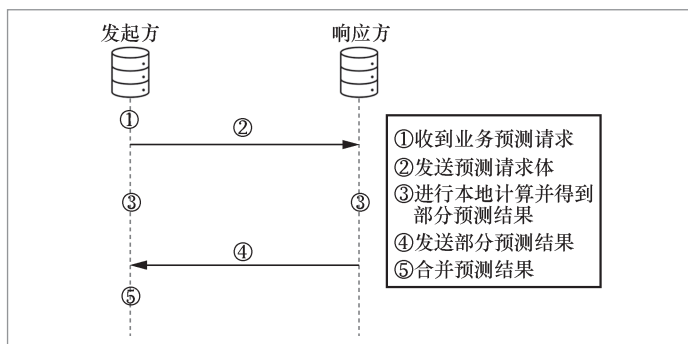 发起方
响应方
①
②
③
③
④
⑤
①收到业务预测请求
②发送预测请求体
③进行本地计算并得到
部分预测结果
④发送部分预测结果
⑤合并预测结果